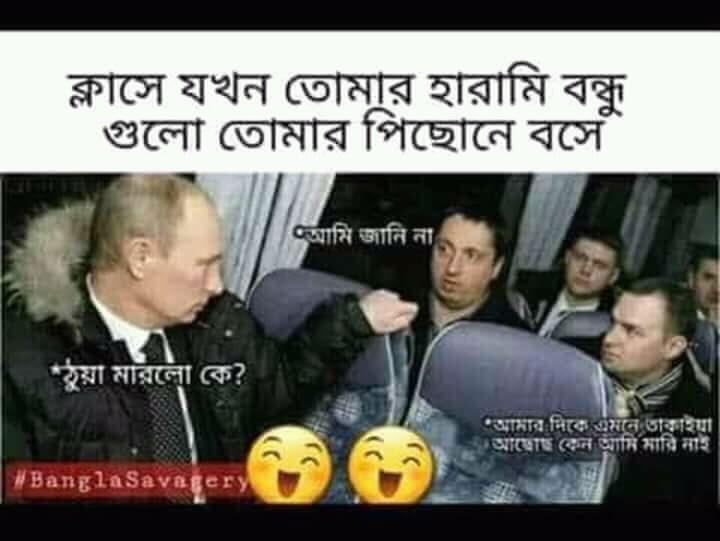 ক্লাসে যখন তোমার হারামি বন্ধু
গুলো তোমার পিছোনে বসে
*আমি জানি না
*ঠুয়া মারলো কে?
*আমার দিকে এমনে তাকাইয়া
আছোছ কেন আমি মারি নাই
#BanglaSavagery